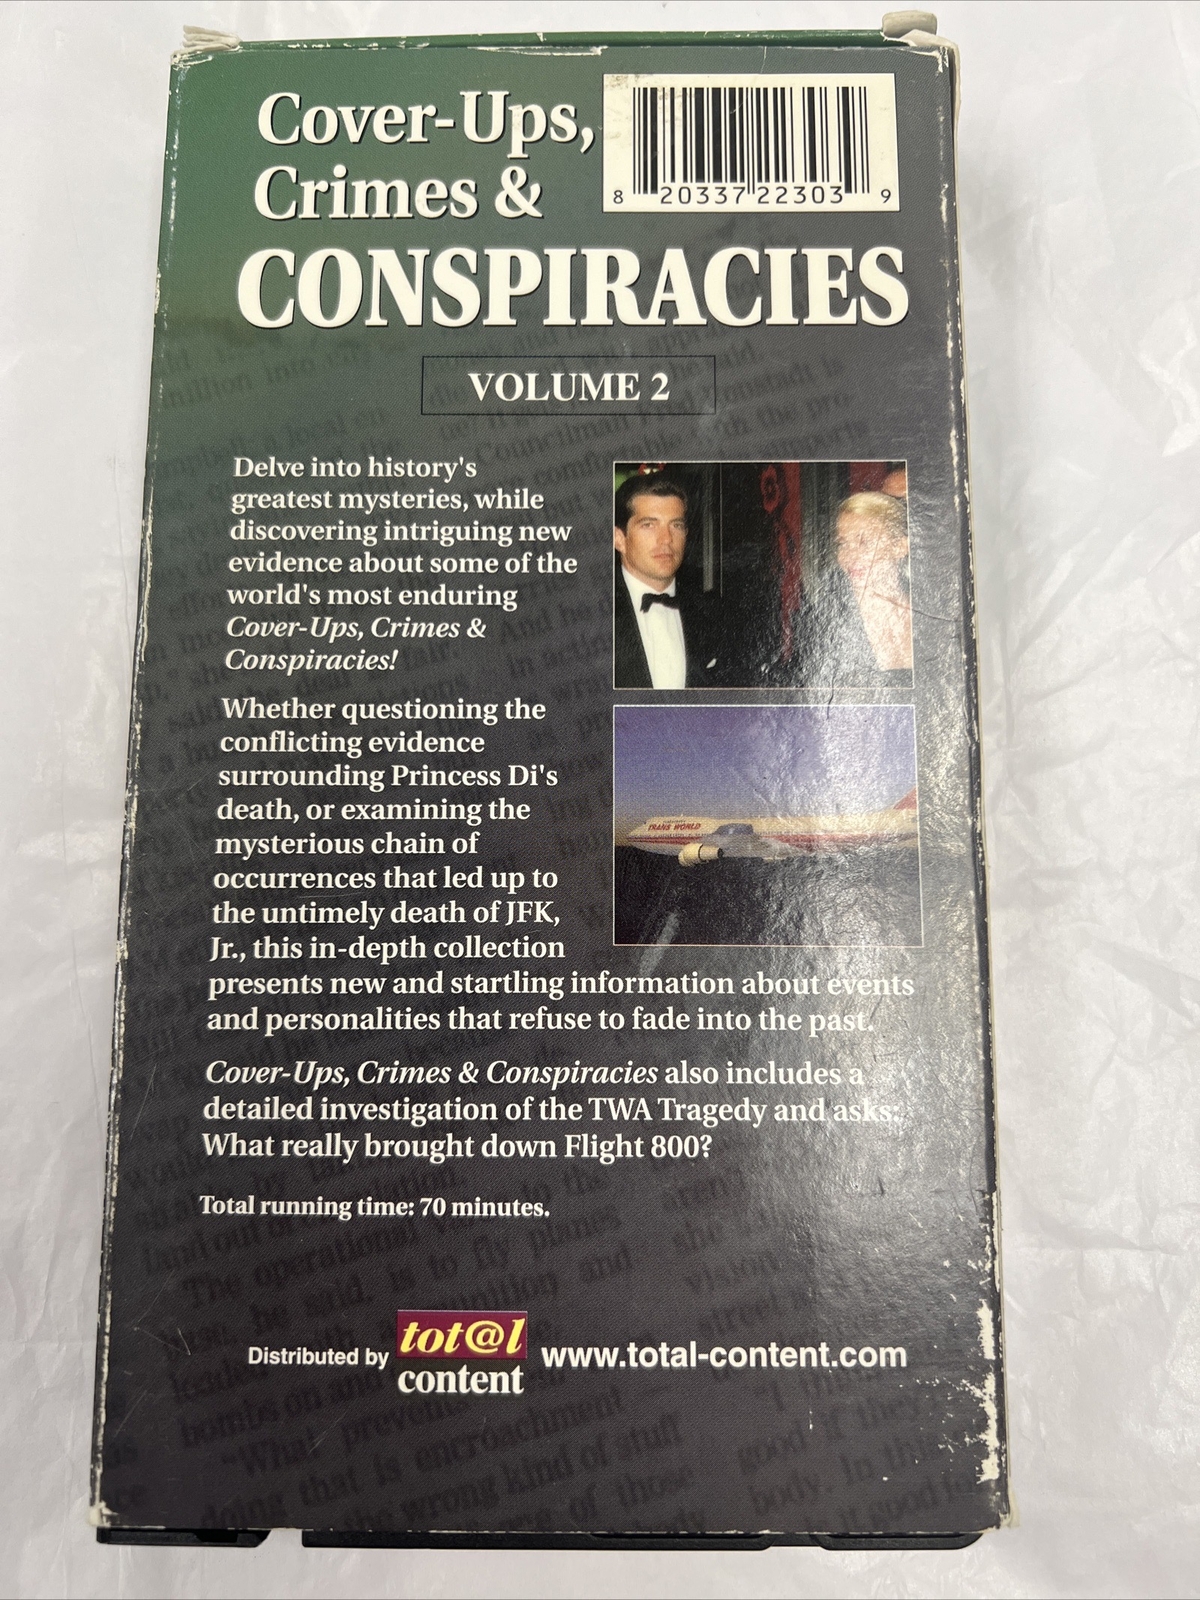 Cover-Ups,
Crimes &
CONSPIRACIES
8 20337 22303 9
VOLUME 2
Delve into history's
greatest mysteries, while
discovering intriguing new
evidence about some of the
world's most enduring
Cover-Ups, Crimes &
Conspiracies!
Whether questioning the
conflicting evidence
surrounding Princess Di's
death, or examining the
mysterious chain of
occurrences that led up to
the untimely death of JFK,
Jr., this in-depth collection
presents new and startling information about events
and personalities that refuse to fade into the past.
TRANS WORLD
Cover-Ups, Crimes & Conspiracies also includes a
detailed investigation of the TWA Tragedy and asks:
What really brought down Flight 800?
Total running time: 70 minutes.
Distributed by tot@l content www.total-content.com